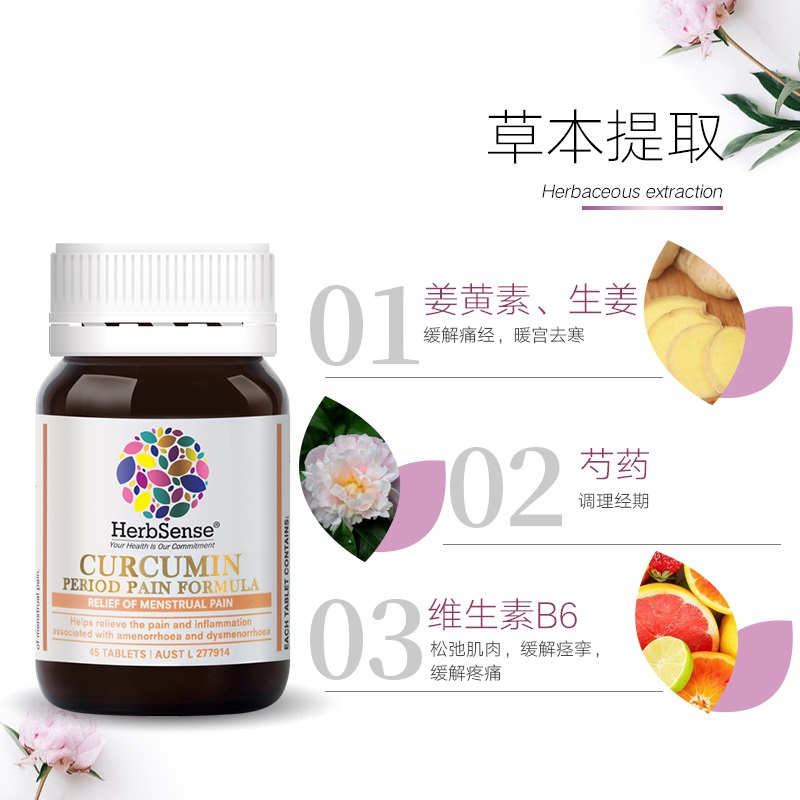 草本提取
Herbaceous extraction
01
姜黄素、生姜
缓解痛经，暖宫去寒
02
芍药
调理经期
03
维生素B6
松弛肌肉，缓解痉挛，
缓解疼痛
HerbSense®
Your Health Is Our Commitment
CURCUMIN
PERIOD PAIN FORMULA
RELIEF OF MENSTRUAL PAIN
Helps relieve the pain and inflammation
associated with amenorrhoea and dysmenorrhoea
45 TABLETS | AUST L 277914
of menstrual pain.
EACH TABLET CONTAINS: